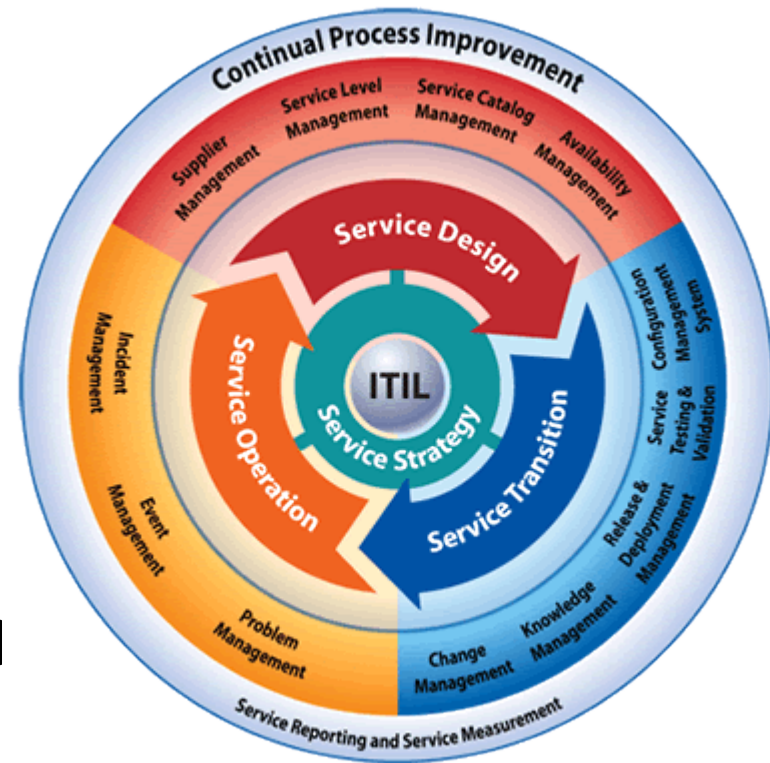 Continual Process Improvement
Supplier
Management
Service Level
Management
Service Catalog
Management
Availability
Management
Configuration
Management
System
Service
Testing &
Validation
Release &
Deployment
Management
Knowledge
Management
Change
Management
Problem
Management
Event
Management
Incident
Management
Service Design
Service Transition
Service Operation
Service Strategy
ITIL
Service Reporting and Service Measurement